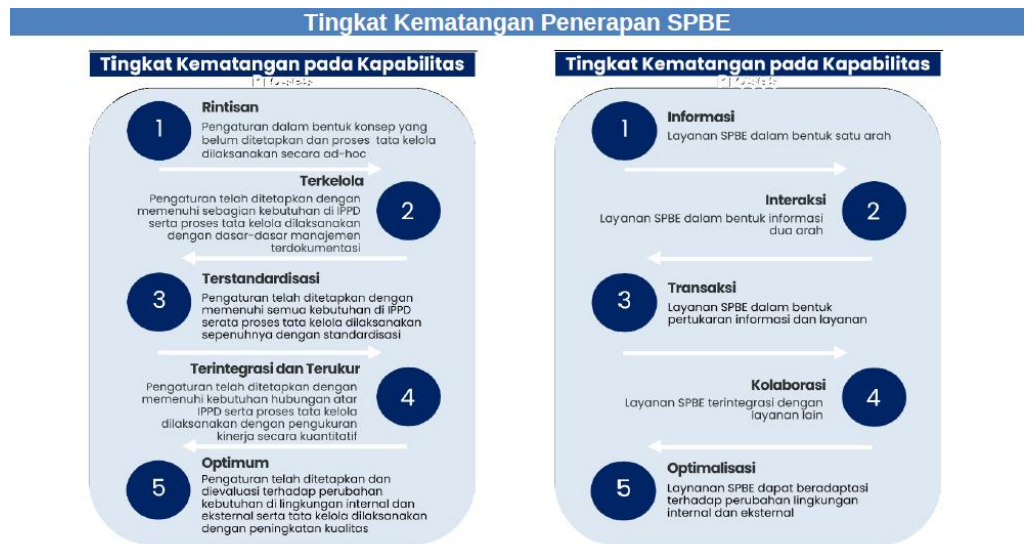 Tingkat Kematangan Penerapan SPBE
Tingkat Kematangan pada Kapabilitas
Proses
1
Rintisan
Pengaturan dalam bentuk konsep yang
belum ditetapkan dan proses tata kelola
dilaksanakan secara ad-hoc
Terkelola
Pengaturan telah ditetapkan dengan
memenuhi sebagian kebutuhan di IPPD
serta proses tata kelola dilaksanakan
dengan dasar-dasar manajemen
terdokumentasi
2
3
Terstandardisasi
Pengaturan telah ditetapkan dengan
memenuhi semua kebutuhan di IPPD
serata proses tata kelola dilaksanakan
sepenuhnya dengan standardisasi
Terintegrasi dan Terukur
Pengaturan telah ditetapkan dengan
memenuhi kebutuhan hubungan atar
IPPD serta proses tata kelola
dilaksanakan dengan pengukuran
kinerja secara kuantitatif
4
5
Optimum
Pengaturan telah ditetapkan dan
dievaluasi terhadap perubahan
kebutuhan di lingkungan internal dan
eksternal serta tata kelola dilaksanakan
dengan peningkatan kualitas
Tingkat Kematangan pada Kapabilitas
Proses
1
Informasi
Layanan SPBE dalam bentuk satu arah
Interaksi
Layanan SPBE dalam bentuk informasi
dua arah
2
3
Transaksi
Layanan SPBE dalam bentuk
pertukaran informasi dan layanan
Kolaborasi
Layanan SPBE terintegrasi dengan
layanan lain
4
5
Optimalisasi
Laynanan SPBE dapat beradaptasi
terhadap perubahan lingkungan
internal dan eksternal